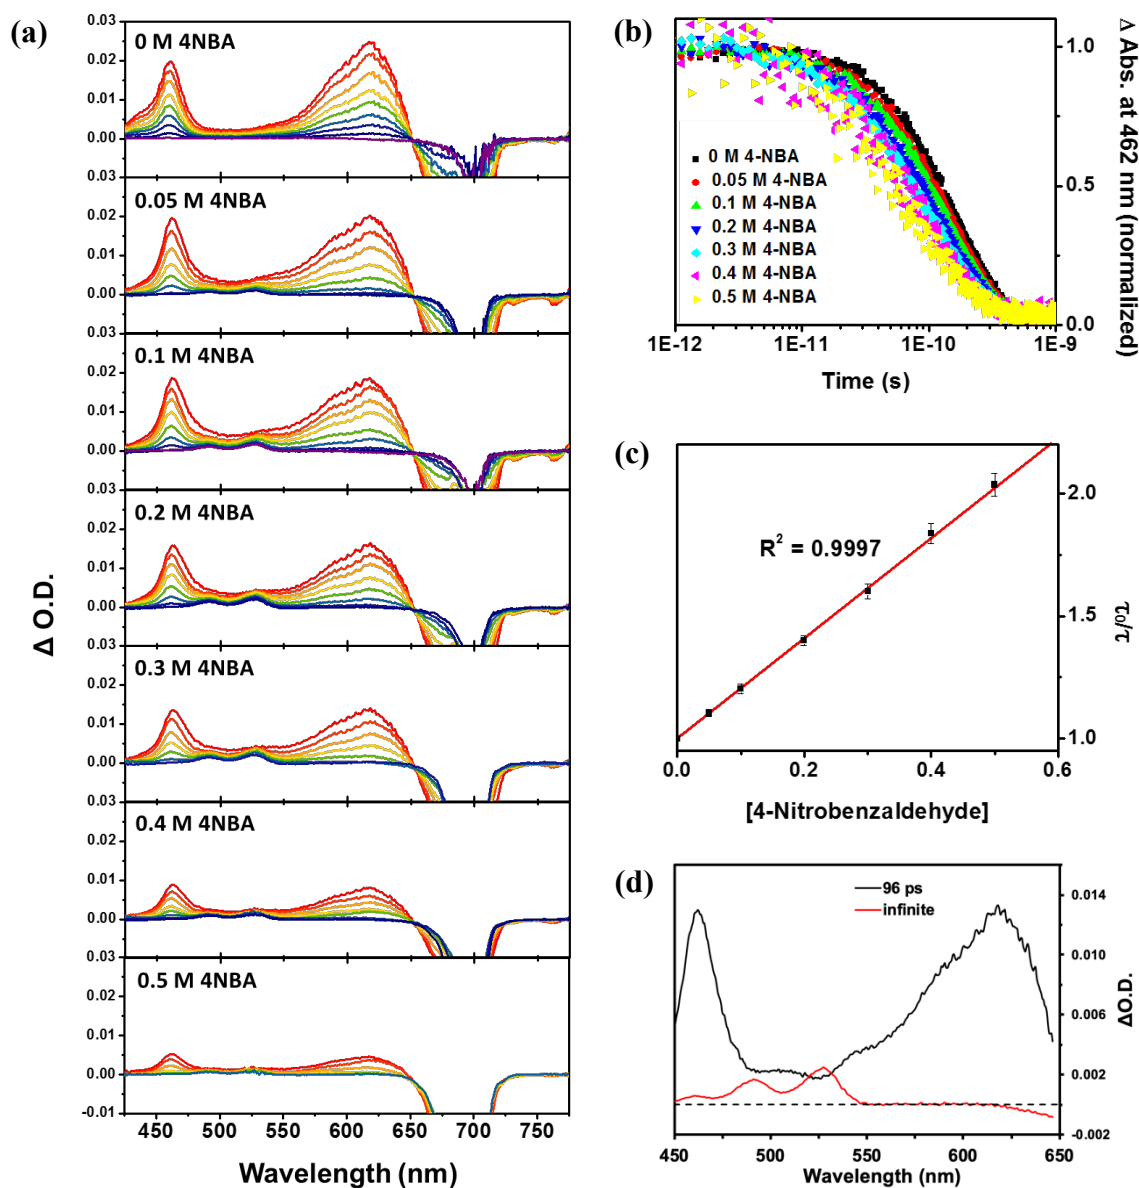 (a)
Δ O.D.
0 M 4NBA
0.03
0.02
0.01
0.00
0.03
0.05 M 4NBA
0.02
0.01
0.00
0.03
0.1 M 4NBA
0.02
0.01
0.00
0.03
0.2 M 4NBA
0.02
0.01
0.00
0.03
0.3 M 4NBA
0.02
0.01
0.00
0.03
0.4 M 4NBA
0.02
0.01
0.00
0.03
0.5 M 4NBA
0.02
0.01
0.00
-0.01
450 500 550 600 650 700 750
Wavelength (nm)
(b)
0 M 4-NBA
0.05 M 4-NBA
0.1 M 4-NBA
0.2 M 4-NBA
0.3 M 4-NBA
0.4 M 4-NBA
0.5 M 4-NBA
1.0
0.5
0.0
Δ Abs. at 462 nm (normalized)
1E-12 1E-11 1E-10 1E-9
Time (s)
(c)
R² = 0.9997
2.0
1.5
1.0
τ₀/τ
0.0 0.2 0.4 0.6
[4-Nitrobenzaldehyde]
(d)
96 ps
infinite
0.014
0.010
0.006
0.002
-0.002
ΔO.D.
450 500 550 600 650
Wavelength (nm)